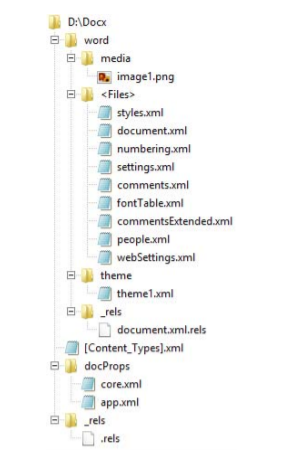 D:\Docx
word
media
image1.png
<Files>
styles.xml
document.xml
numbering.xml
settings.xml
comments.xml
fontTable.xml
commentsExtended.xml
people.xml
webSettings.xml
theme
theme1.xml
_rels
document.xml.rels
[Content_Types].xml
docProps
core.xml
app.xml
_rels
.rels